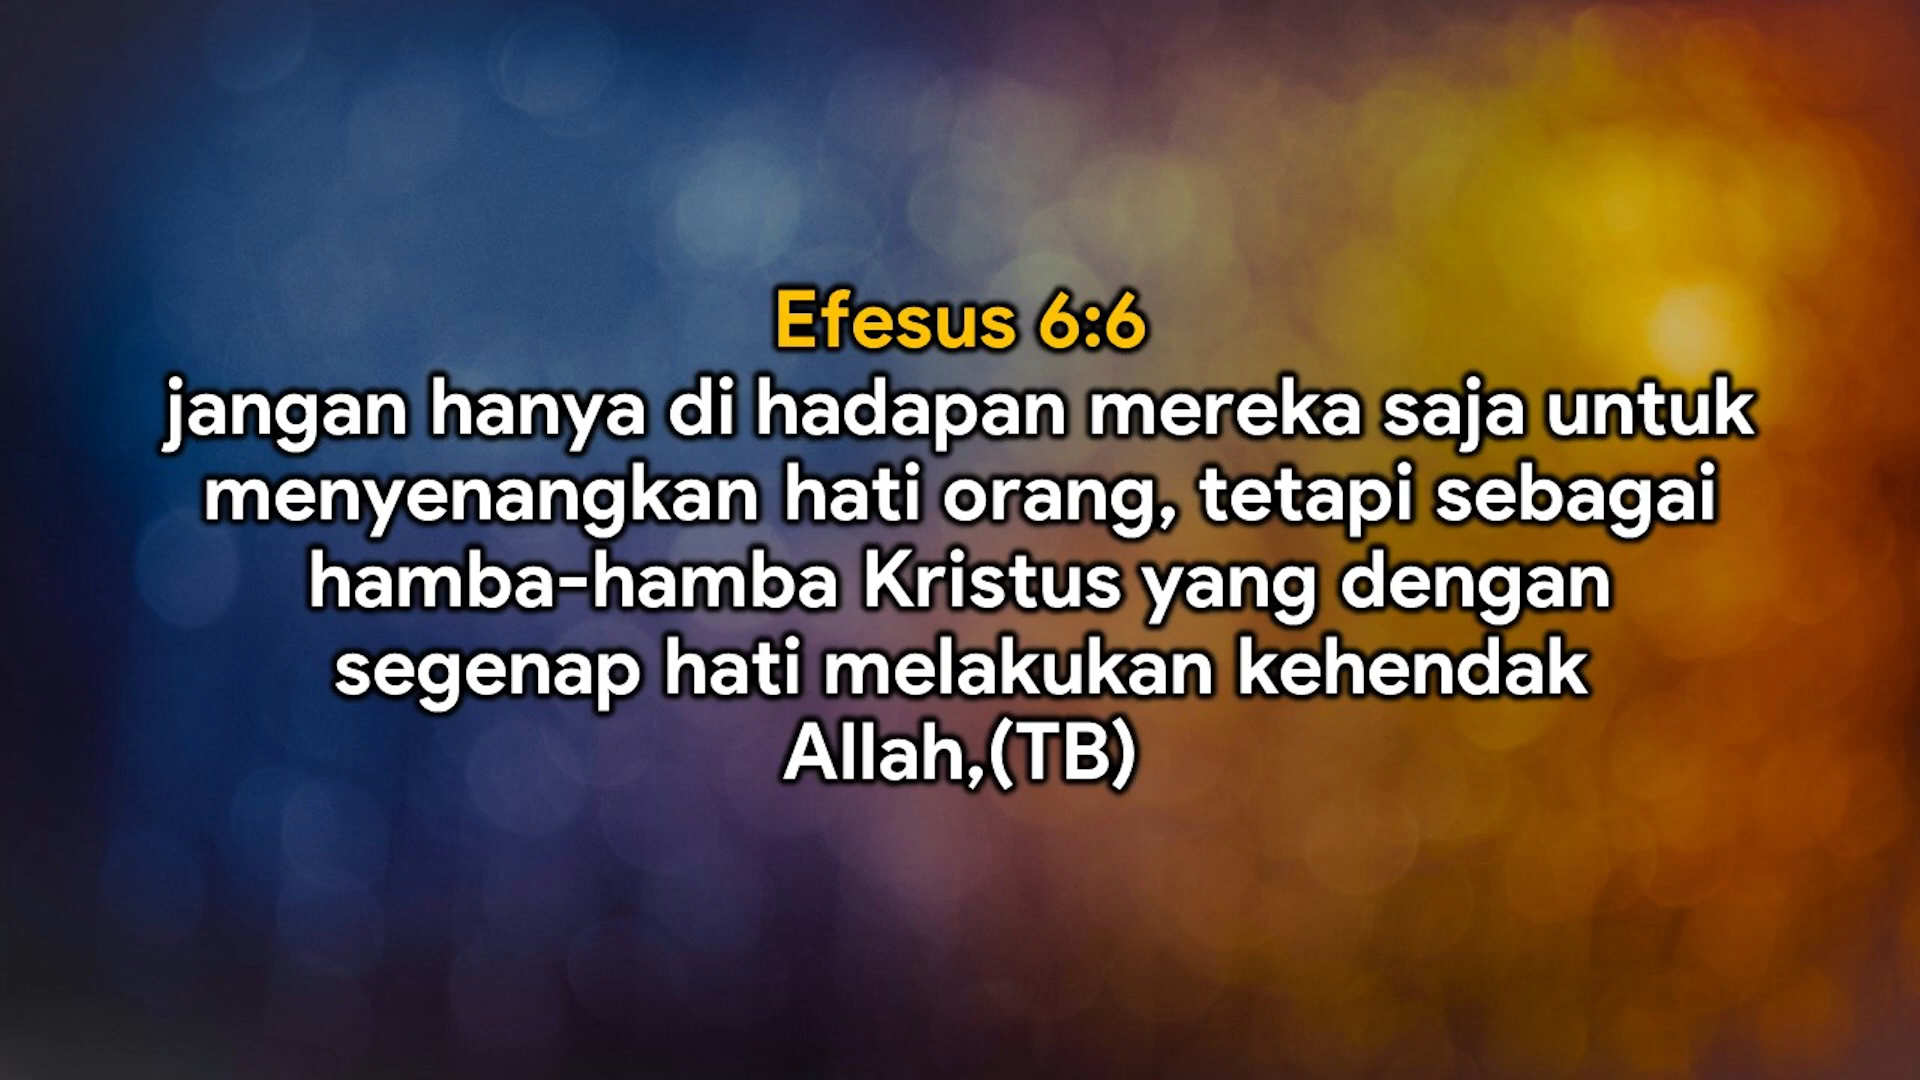 Efesus 6:6
jangan hanya di hadapan mereka saja untuk
menyenangkan hati orang, tetapi sebagai
hamba-hamba Kristus yang dengan
segenap hati melakukan kehendak
Allah,(TB)